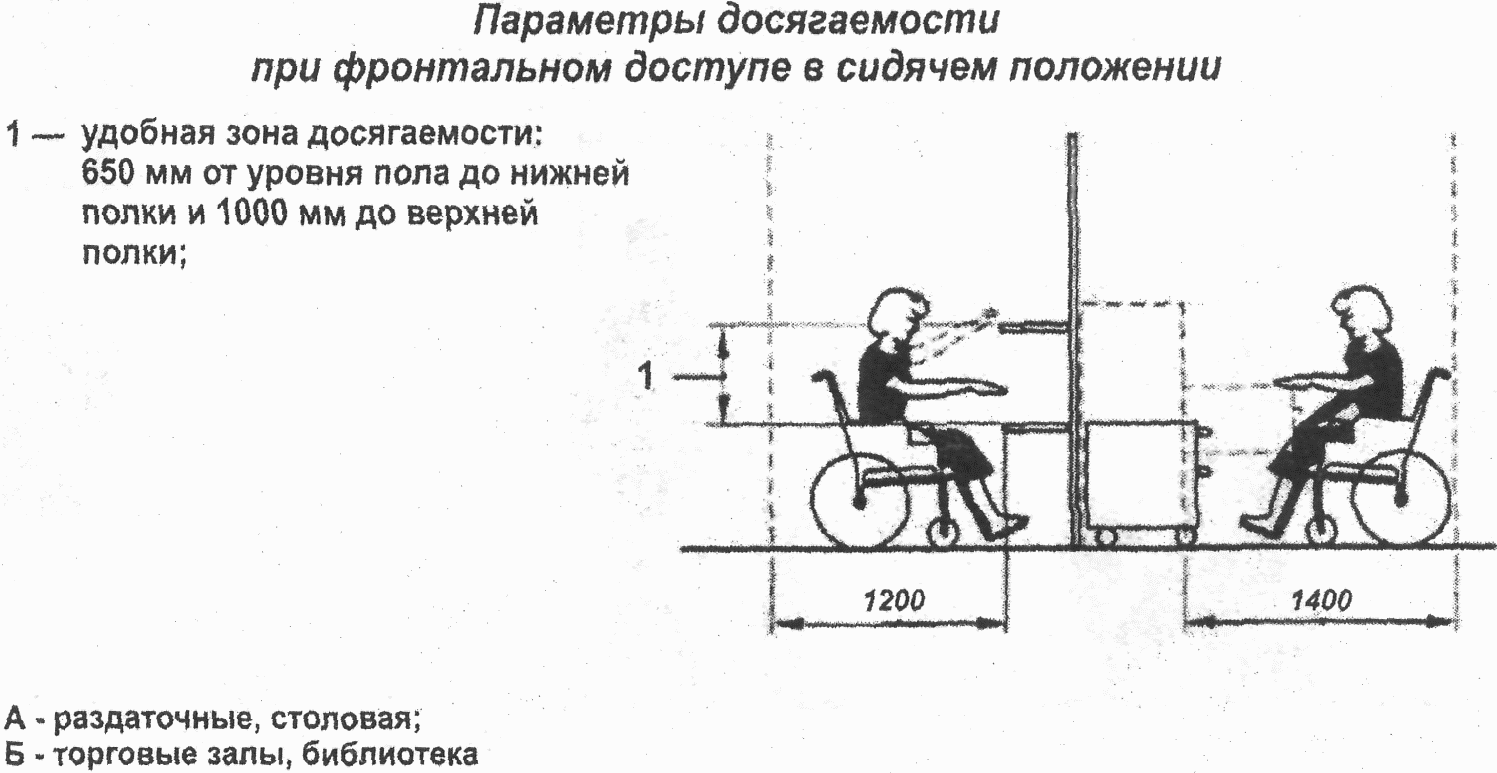 Параметры досягаемости
при фронтальном доступе в сидячем положении
1 — удобная зона досягаемости:
650 мм от уровня пола до нижней
полки и 1000 мм до верхней
полки;
1
1200
1400
А - раздаточные, столовая;
Б - торговые залы, библиотека